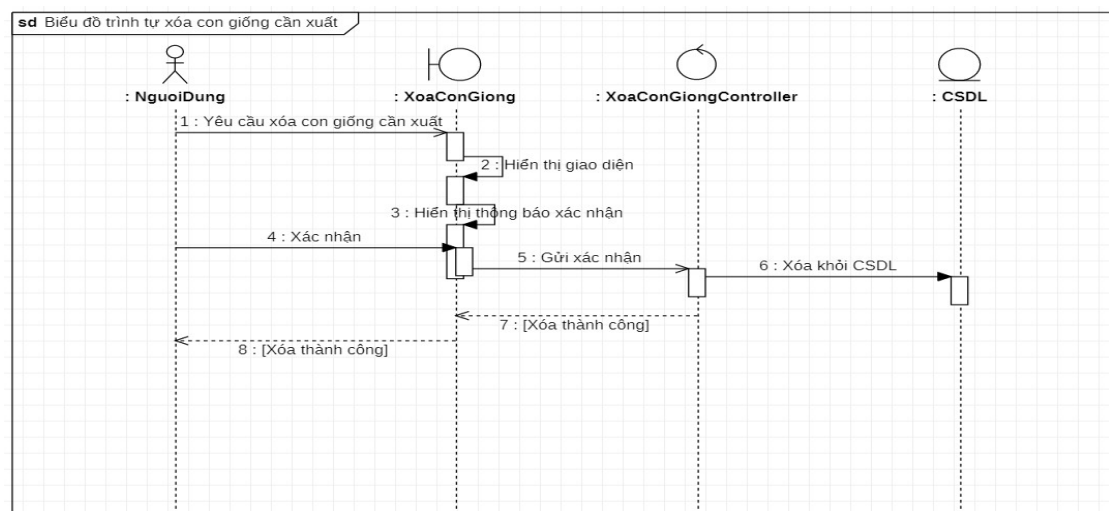 sd Biểu đồ trình tự xóa con giống cần xuất
: NguoiDung
: XoaConGiong
: XoaConGiongController
: CSDL
1 : Yêu cầu xóa con giống cần xuất
2 : Hiển thị giao diện
3 : Hiển thị thông báo xác nhận
4 : Xác nhận
5 : Gửi xác nhận
6 : Xóa khỏi CSDL
7 : [Xóa thành công]
8 : [Xóa thành công]